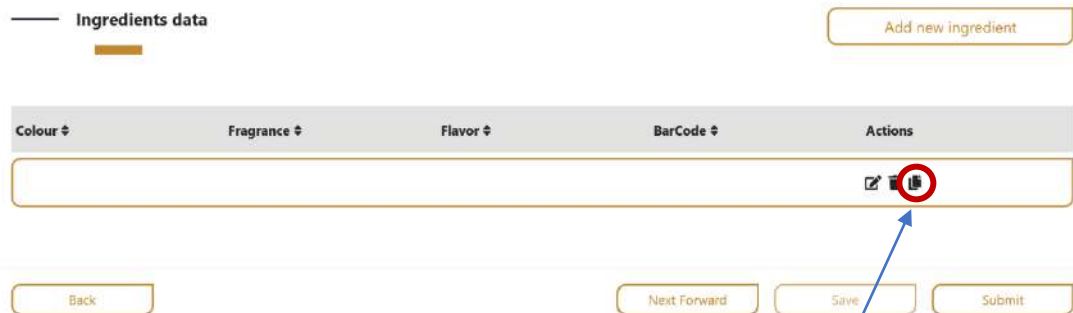 Ingredients data
Add new ingredient
Colour Fragrance Flavor BarCode Actions
Back Next Forward Save Submit